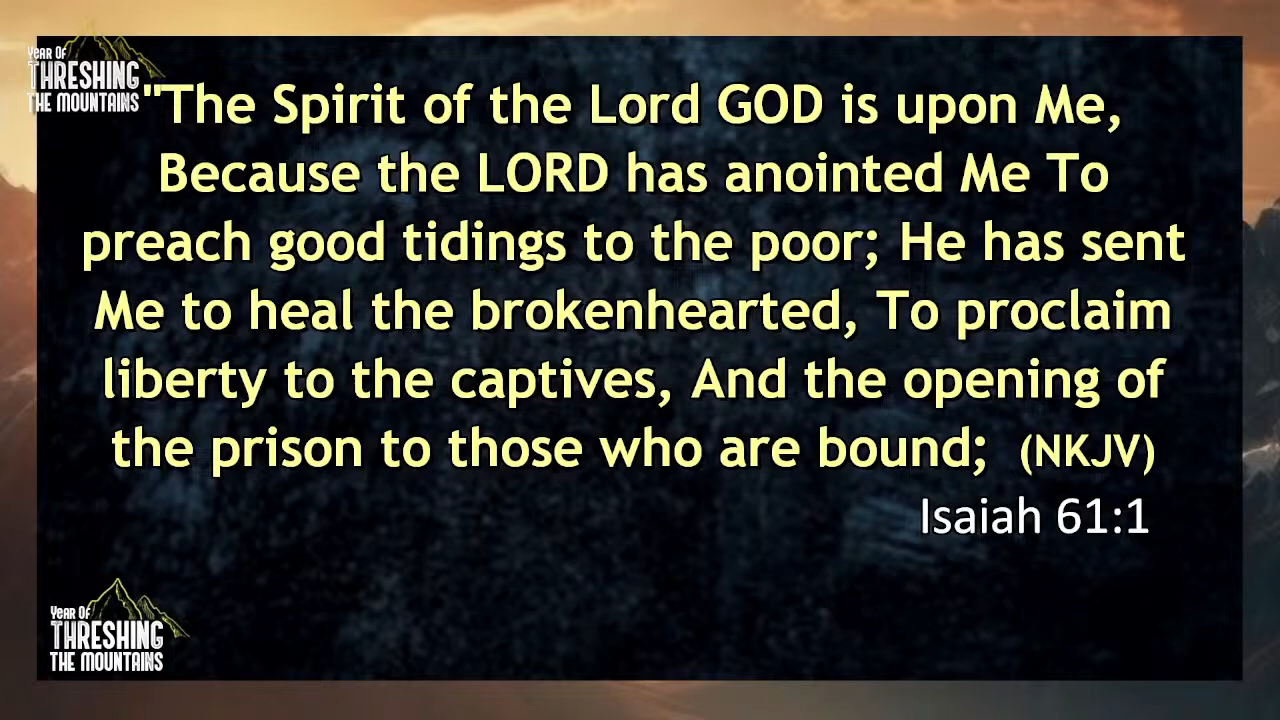 Year Of
THRESHING
THE MOUNTAINS
"The Spirit of the Lord GOD is upon Me,
Because the LORD has anointed Me To
preach good tidings to the poor; He has sent
Me to heal the brokenhearted, To proclaim
liberty to the captives, And the opening of
the prison to those who are bound; (NKJV)
Isaiah 61:1
Year Of
THRESHING
THE MOUNTAINS